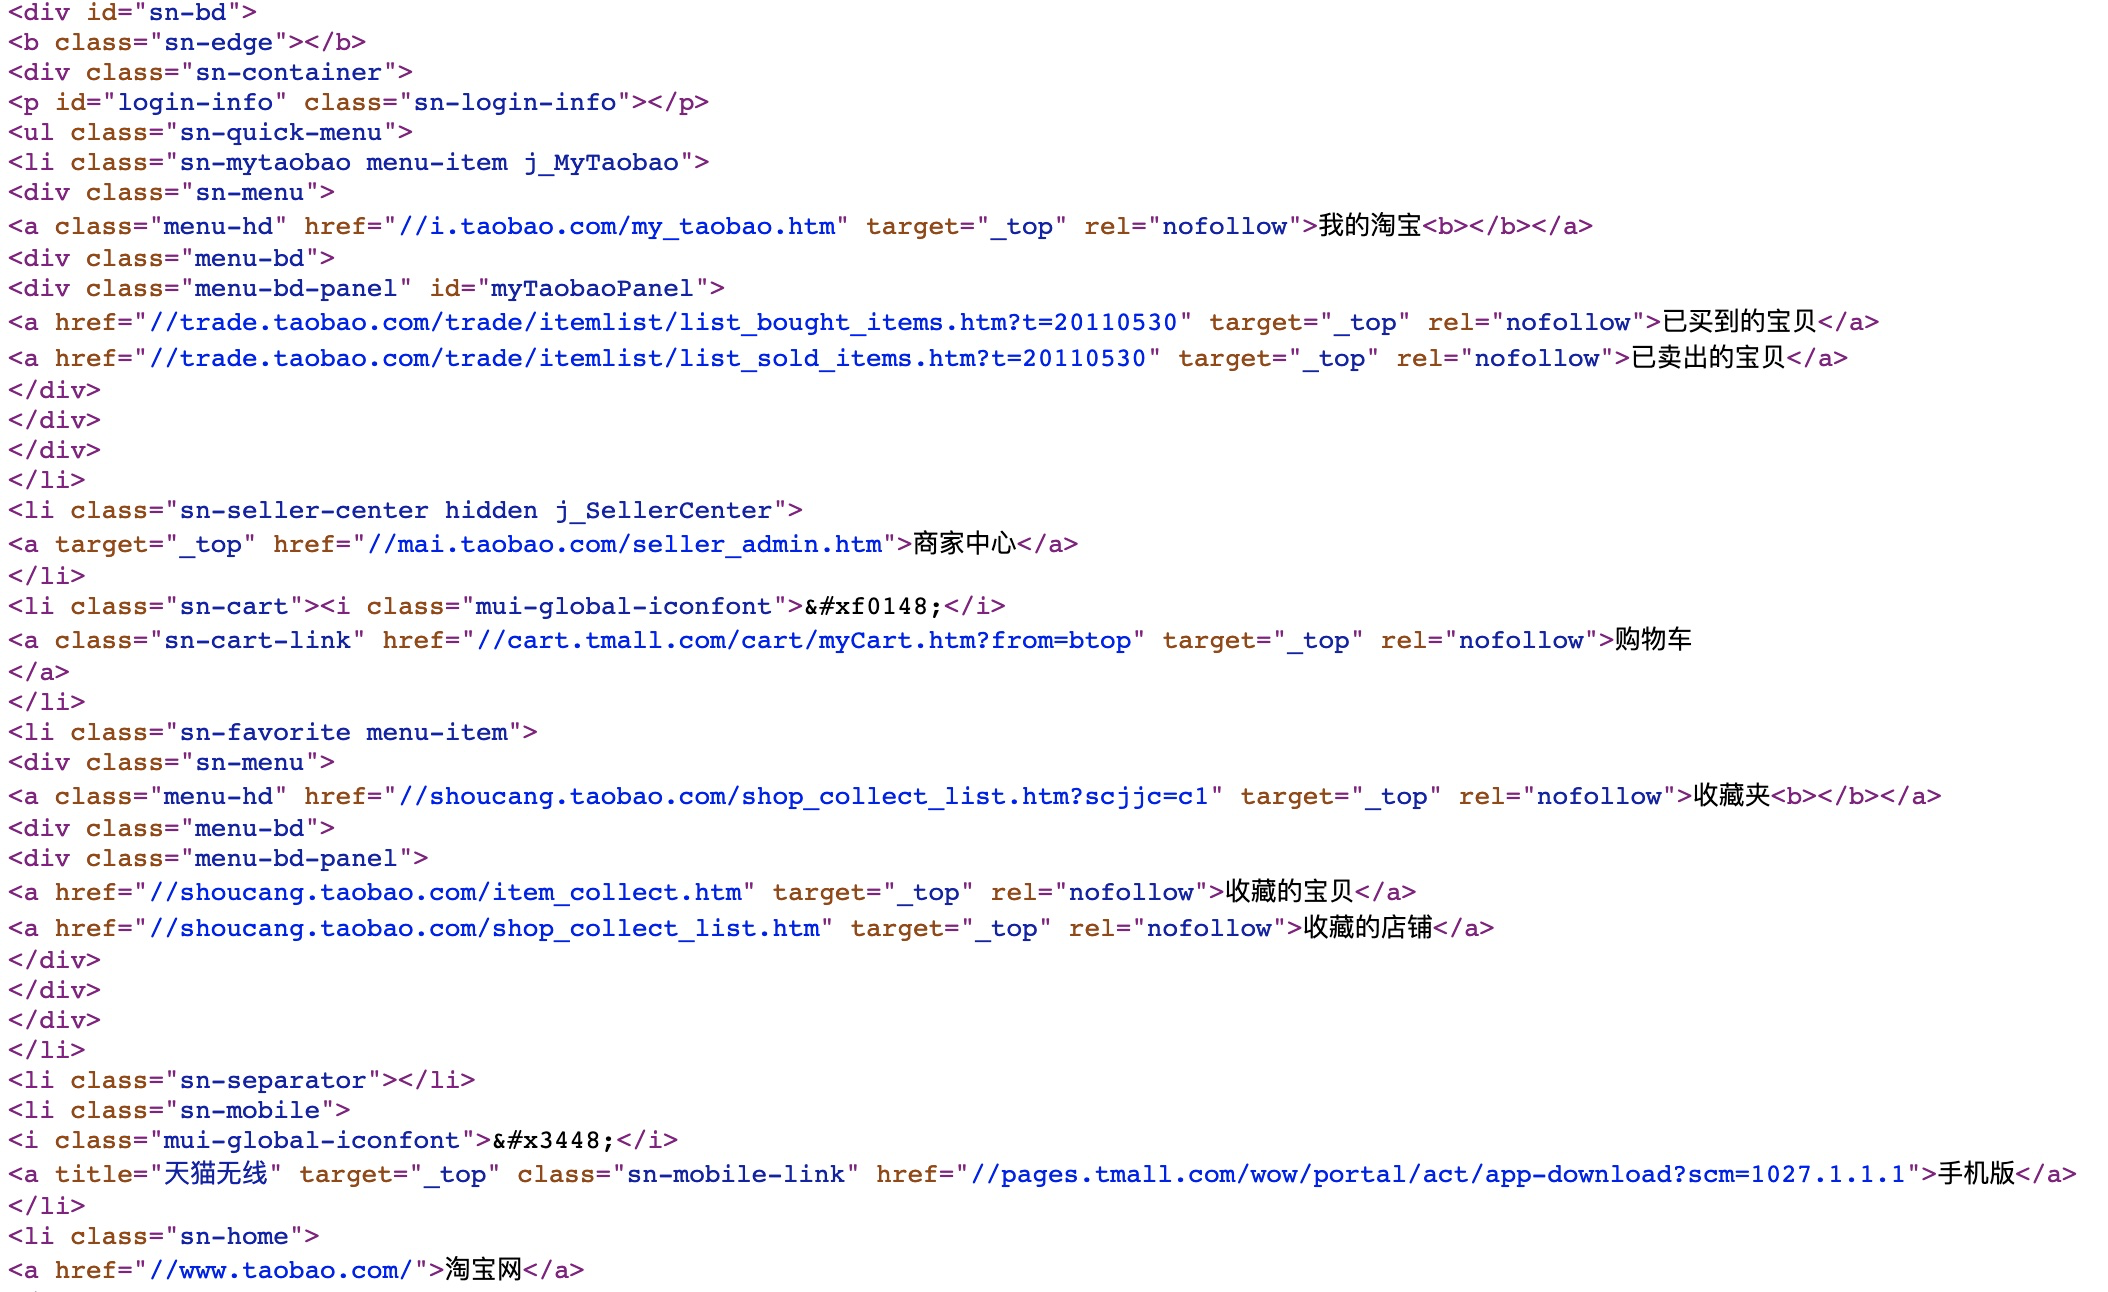 <div id="sn-bd">
<b class="sn-edge"></b>
<div class="sn-container">
<p id="login-info" class="sn-login-info"></p>
<ul class="sn-quick-menu">
<li class="sn-mytaobao menu-item j_MyTaobao">
<div class="sn-menu">
<a class="menu-hd" href="//i.taobao.com/my_taobao.htm" target="_top" rel="nofollow">我的淘宝<b></b></a>
<div class="menu-bd">
<div class="menu-bd-panel" id="myTaobaoPanel">
<a href="//trade.taobao.com/trade/itemlist/list_bought_items.htm?t=20110530" target="_top" rel="nofollow">已买到的宝贝</a>
<a href="//trade.taobao.com/trade/itemlist/list_sold_items.htm?t=20110530" target="_top" rel="nofollow">已卖出的宝贝</a>
</div>
</div>
</div>
</li>
<li class="sn-seller-center hidden j_SellerCenter">
<a target="_top" href="//mai.taobao.com/seller_admin.htm">商家中心</a>
</li>
<li class="sn-cart"><i class="mui-global-iconfont">&#xf0148;</i>
<a class="sn-cart-link" href="//cart.tmall.com/cart/myCart.htm?from=btop" target="_top" rel="nofollow">购物车
</a>
</li>
<li class="sn-favorite menu-item">
<div class="sn-menu">
<a class="menu-hd" href="//shoucang.taobao.com/shop_collect_list.htm?scjjc=c1" target="_top" rel="nofollow">收藏夹<b></b></a>
<div class="menu-bd">
<div class="menu-bd-panel">
<a href="//shoucang.taobao.com/item_collect.htm" target="_top" rel="nofollow">收藏的宝贝</a>
<a href="//shoucang.taobao.com/shop_collect_list.htm" target="_top" rel="nofollow">收藏的店铺</a>
</div>
</div>
</div>
</li>
<li class="sn-separator"></li>
<li class="sn-mobile">
<i class="mui-global-iconfont">&#x3448;</i>
<a title="天猫无线" target="_top" class="sn-mobile-link" href="//pages.tmall.com/wow/portal/act/app-download?scm=1027.1.1.1">手机版</a>
</li>
<li class="sn-home">
<a href="//www.taobao.com/">淘宝网</a>